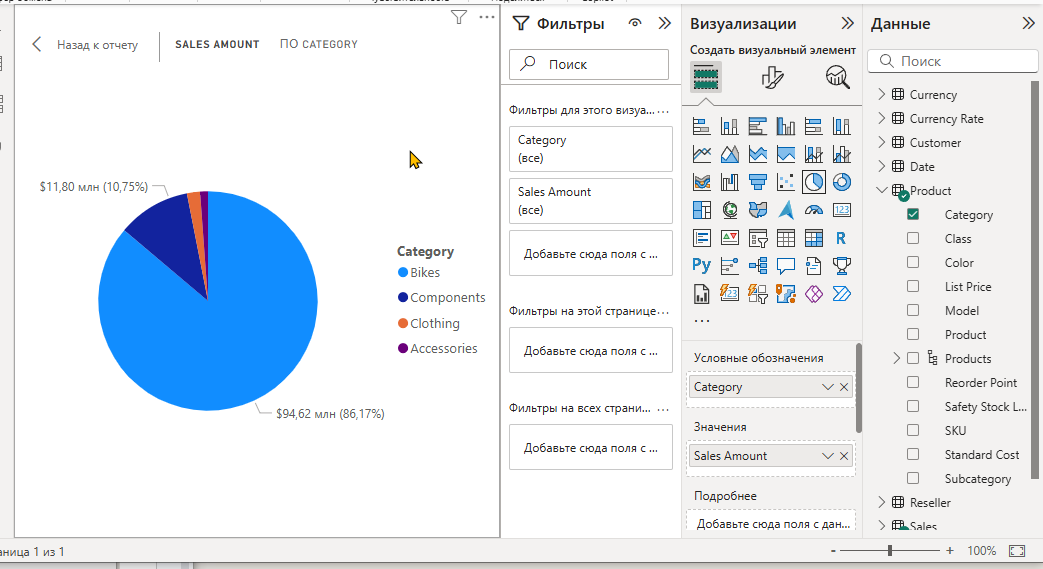 Назад к отчету
SALES AMOUNT
ПО CATEGORY
$11,80 млн (10,75%)
$94,62 млн (86,17%)
Category
Bikes
Components
Clothing
Accessories
Фильтры
Поиск
Фильтры для этого визуа...
Category
(все)
Sales Amount
(все)
Добавьте сюда поля с ...
Фильтры на этой странице...
Добавьте сюда поля с ...
Фильтры на всех страни...
Добавьте сюда поля с ...
Визуализации
Создать визуальный элемент
123
R
Py
123
...
Условные обозначения
Category
Значения
Sales Amount
Подробнее
Добавьте сюда поля с дан...
Данные
Поиск
Currency
Currency Rate
Customer
Date
Product
Category
Class
Color
List Price
Model
Product
Products
Reorder Point
Safety Stock L...
SKU
Standard Cost
Subcategory
Reseller
Sales
аница 1 из 1
- + 100%